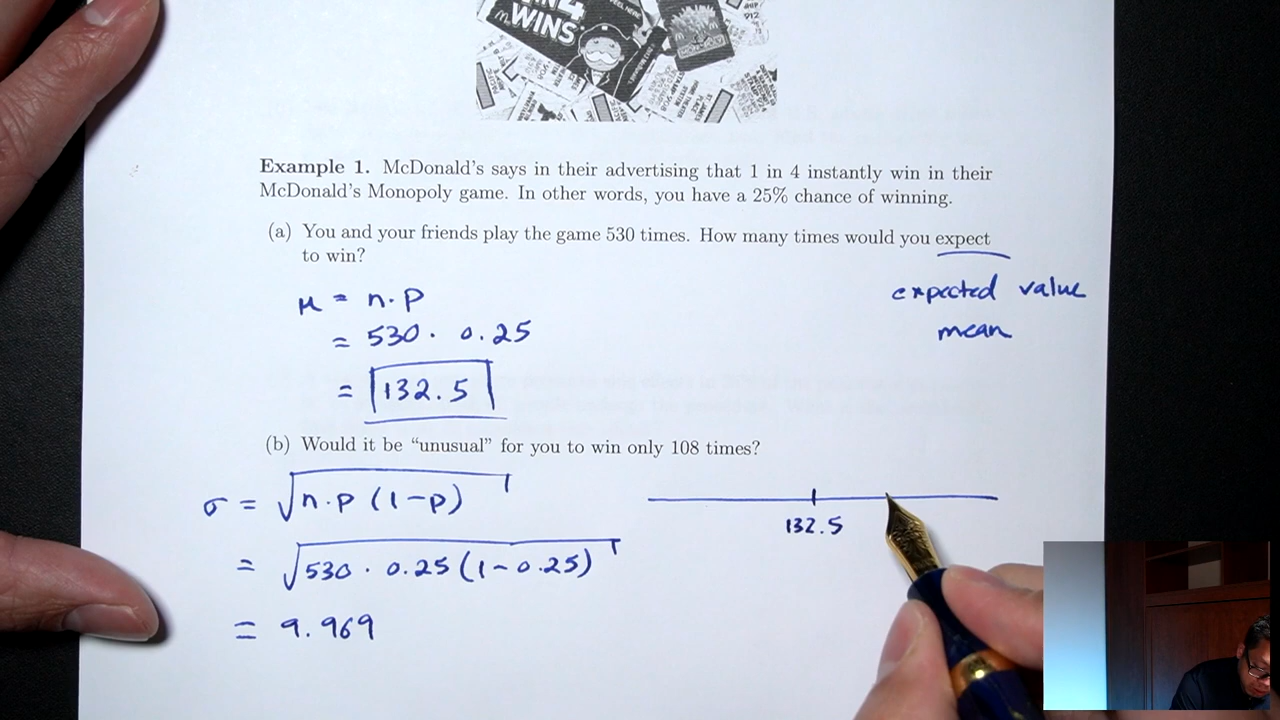 WINS
Example 1. McDonald's says in their advertising that 1 in 4 instantly win in their
McDonald's Monopoly game. In other words, you have a 25% chance of winning.
(a) You and your friends play the game 530 times. How many times would you expect
to win?
expected value
mean
μ = n·p
= 530 · 0.25
= 132.5
(b) Would it be “unusual” for you to win only 108 times?
σ = √n·p (1-p)
= √530 · 0.25 (1-0.25)
= 9.969
132.5